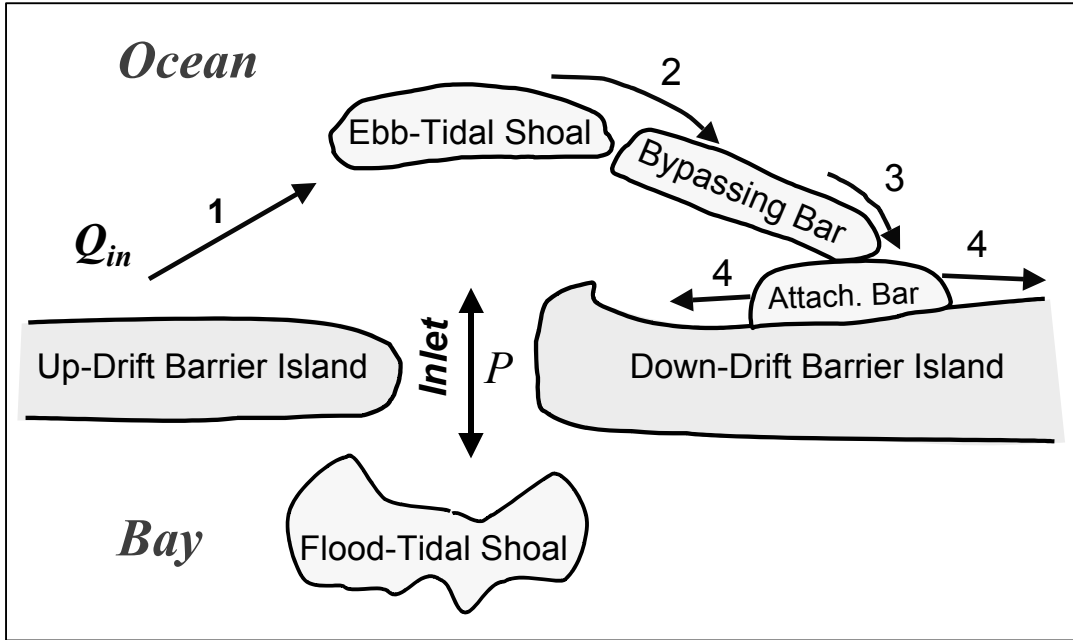 Ocean
2
Ebb-Tidal Shoal
Bypassing Bar
3
1
Qin
4
4
Attach. Bar
Inlet
P
Up-Drift Barrier Island
Down-Drift Barrier Island
Bay
Flood-Tidal Shoal